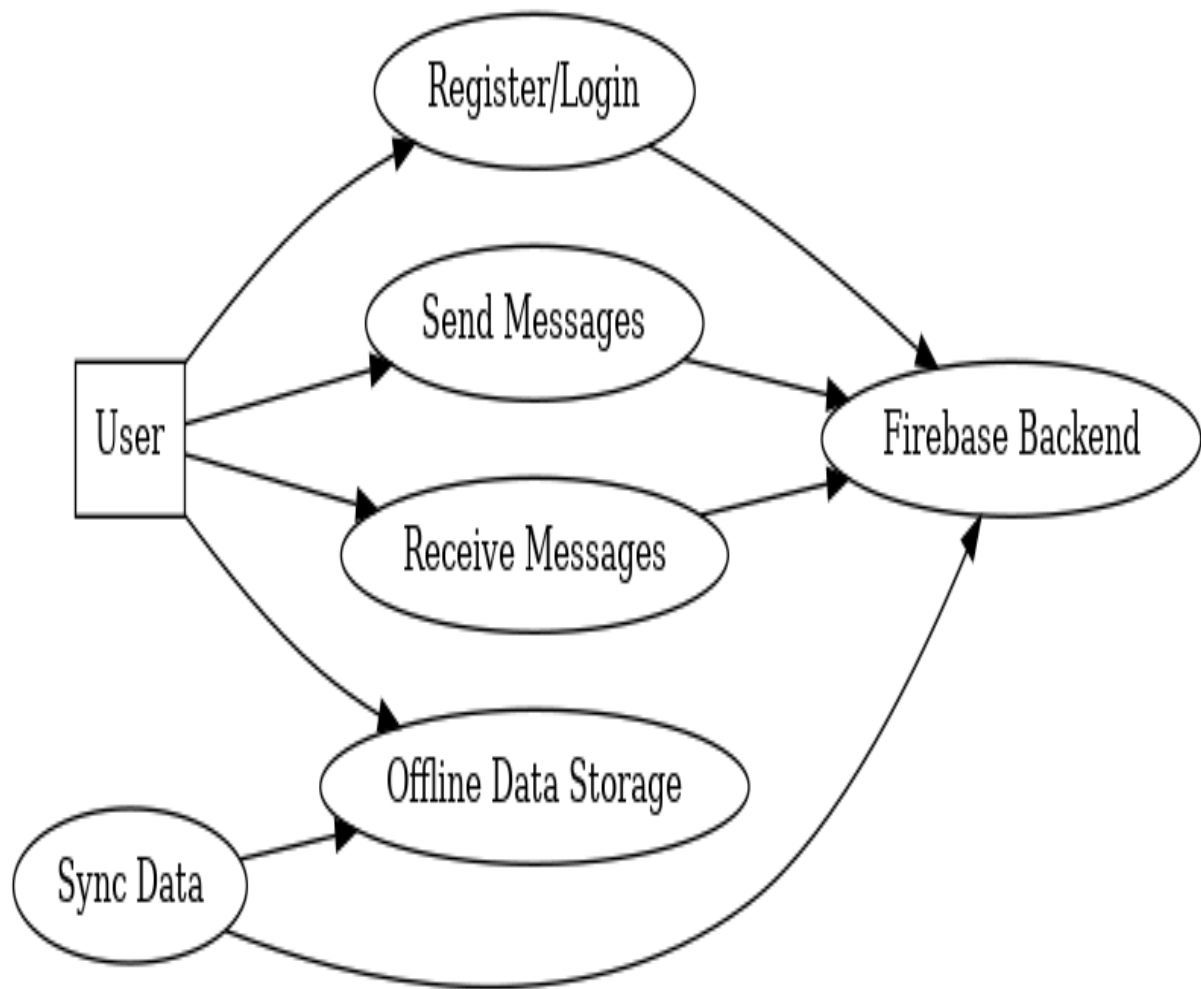 Register/Login
Send Messages
User
Firebase Backend
Receive Messages
Offline Data Storage
Sync Data